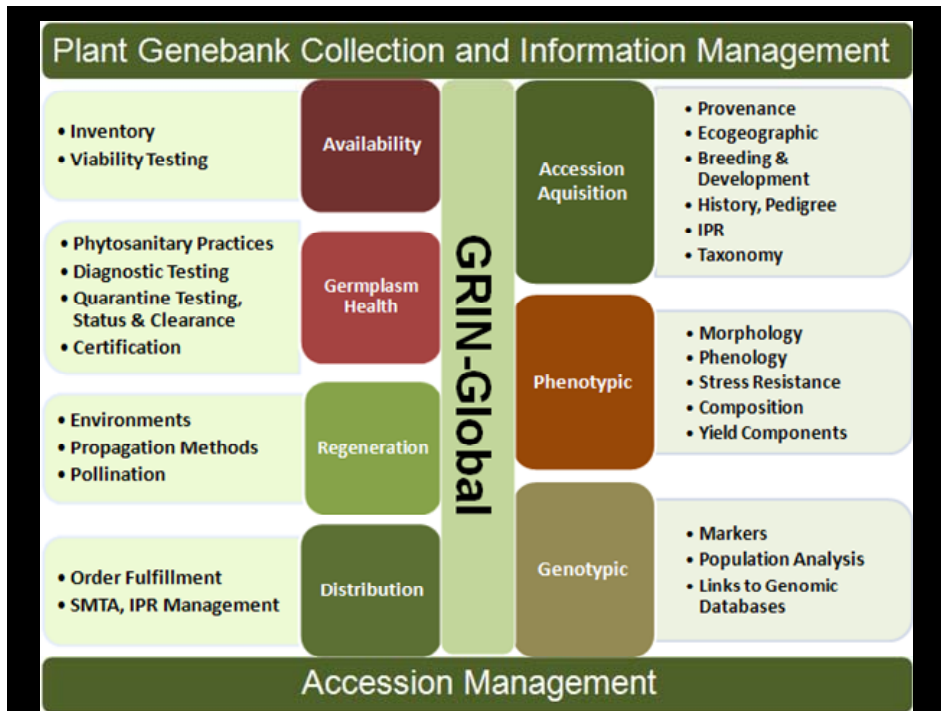 Plant Genebank Collection and Information Management
• Inventory
• Viability Testing
Availability
• Phytosanitary Practices
• Diagnostic Testing
• Quarantine Testing,
Status & Clearance
• Certification
Germplasm
Health
• Environments
• Propagation Methods
• Pollination
Regeneration
• Order Fulfillment
• SMTA, IPR Management
Distribution
GRIN-Global
Accession
Aquisition
• Provenance
• Ecogeographic
• Breeding &
Development
• History, Pedigree
• IPR
• Taxonomy
Phenotypic
• Morphology
• Phenology
• Stress Resistance
• Composition
• Yield Components
Genotypic
• Markers
• Population Analysis
• Links to Genomic
Databases
Accession Management